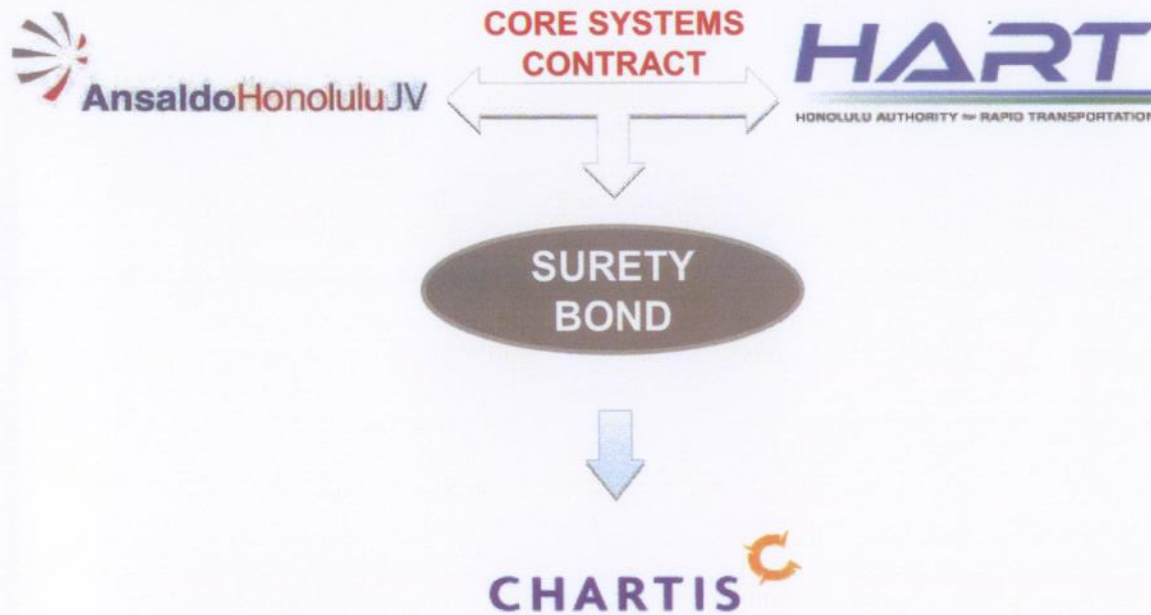 CORE SYSTEMS
CONTRACT
AnsaldoHonoluluJV
HART
HONOLULU AUTHORITY for RAPID TRANSPORTATION
SURETY
BOND
CHARTIS